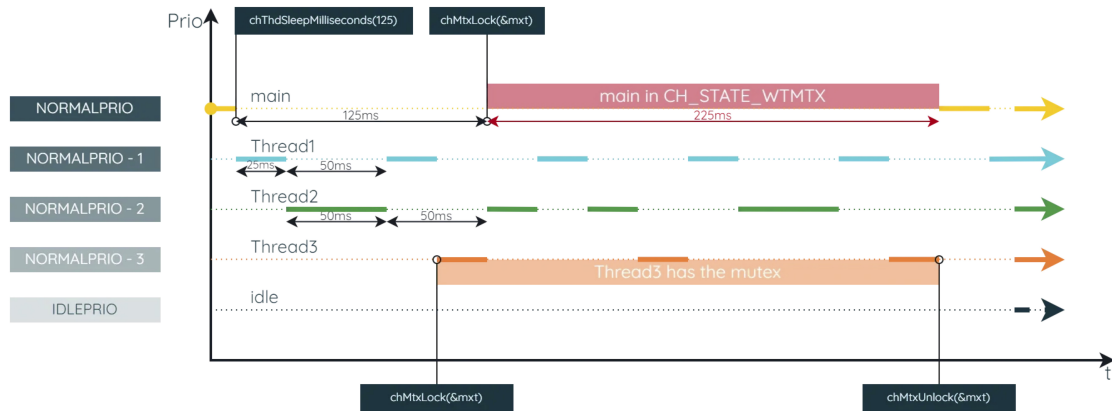 Prio
chThdSleepMilliseconds(125)
chMtxLock(&mxt)
NORMALPRIO
main
main in CH_STATE_WTMTX
125ms
225ms
NORMALPRIO - 1
Thread1
25ms
50ms
NORMALPRIO - 2
Thread2
50ms
50ms
NORMALPRIO - 3
Thread3
Thread3 has the mutex
IDLEPRIO
idle
t
chMtxLock(&mxt)
chMtxUnlock(&mxt)